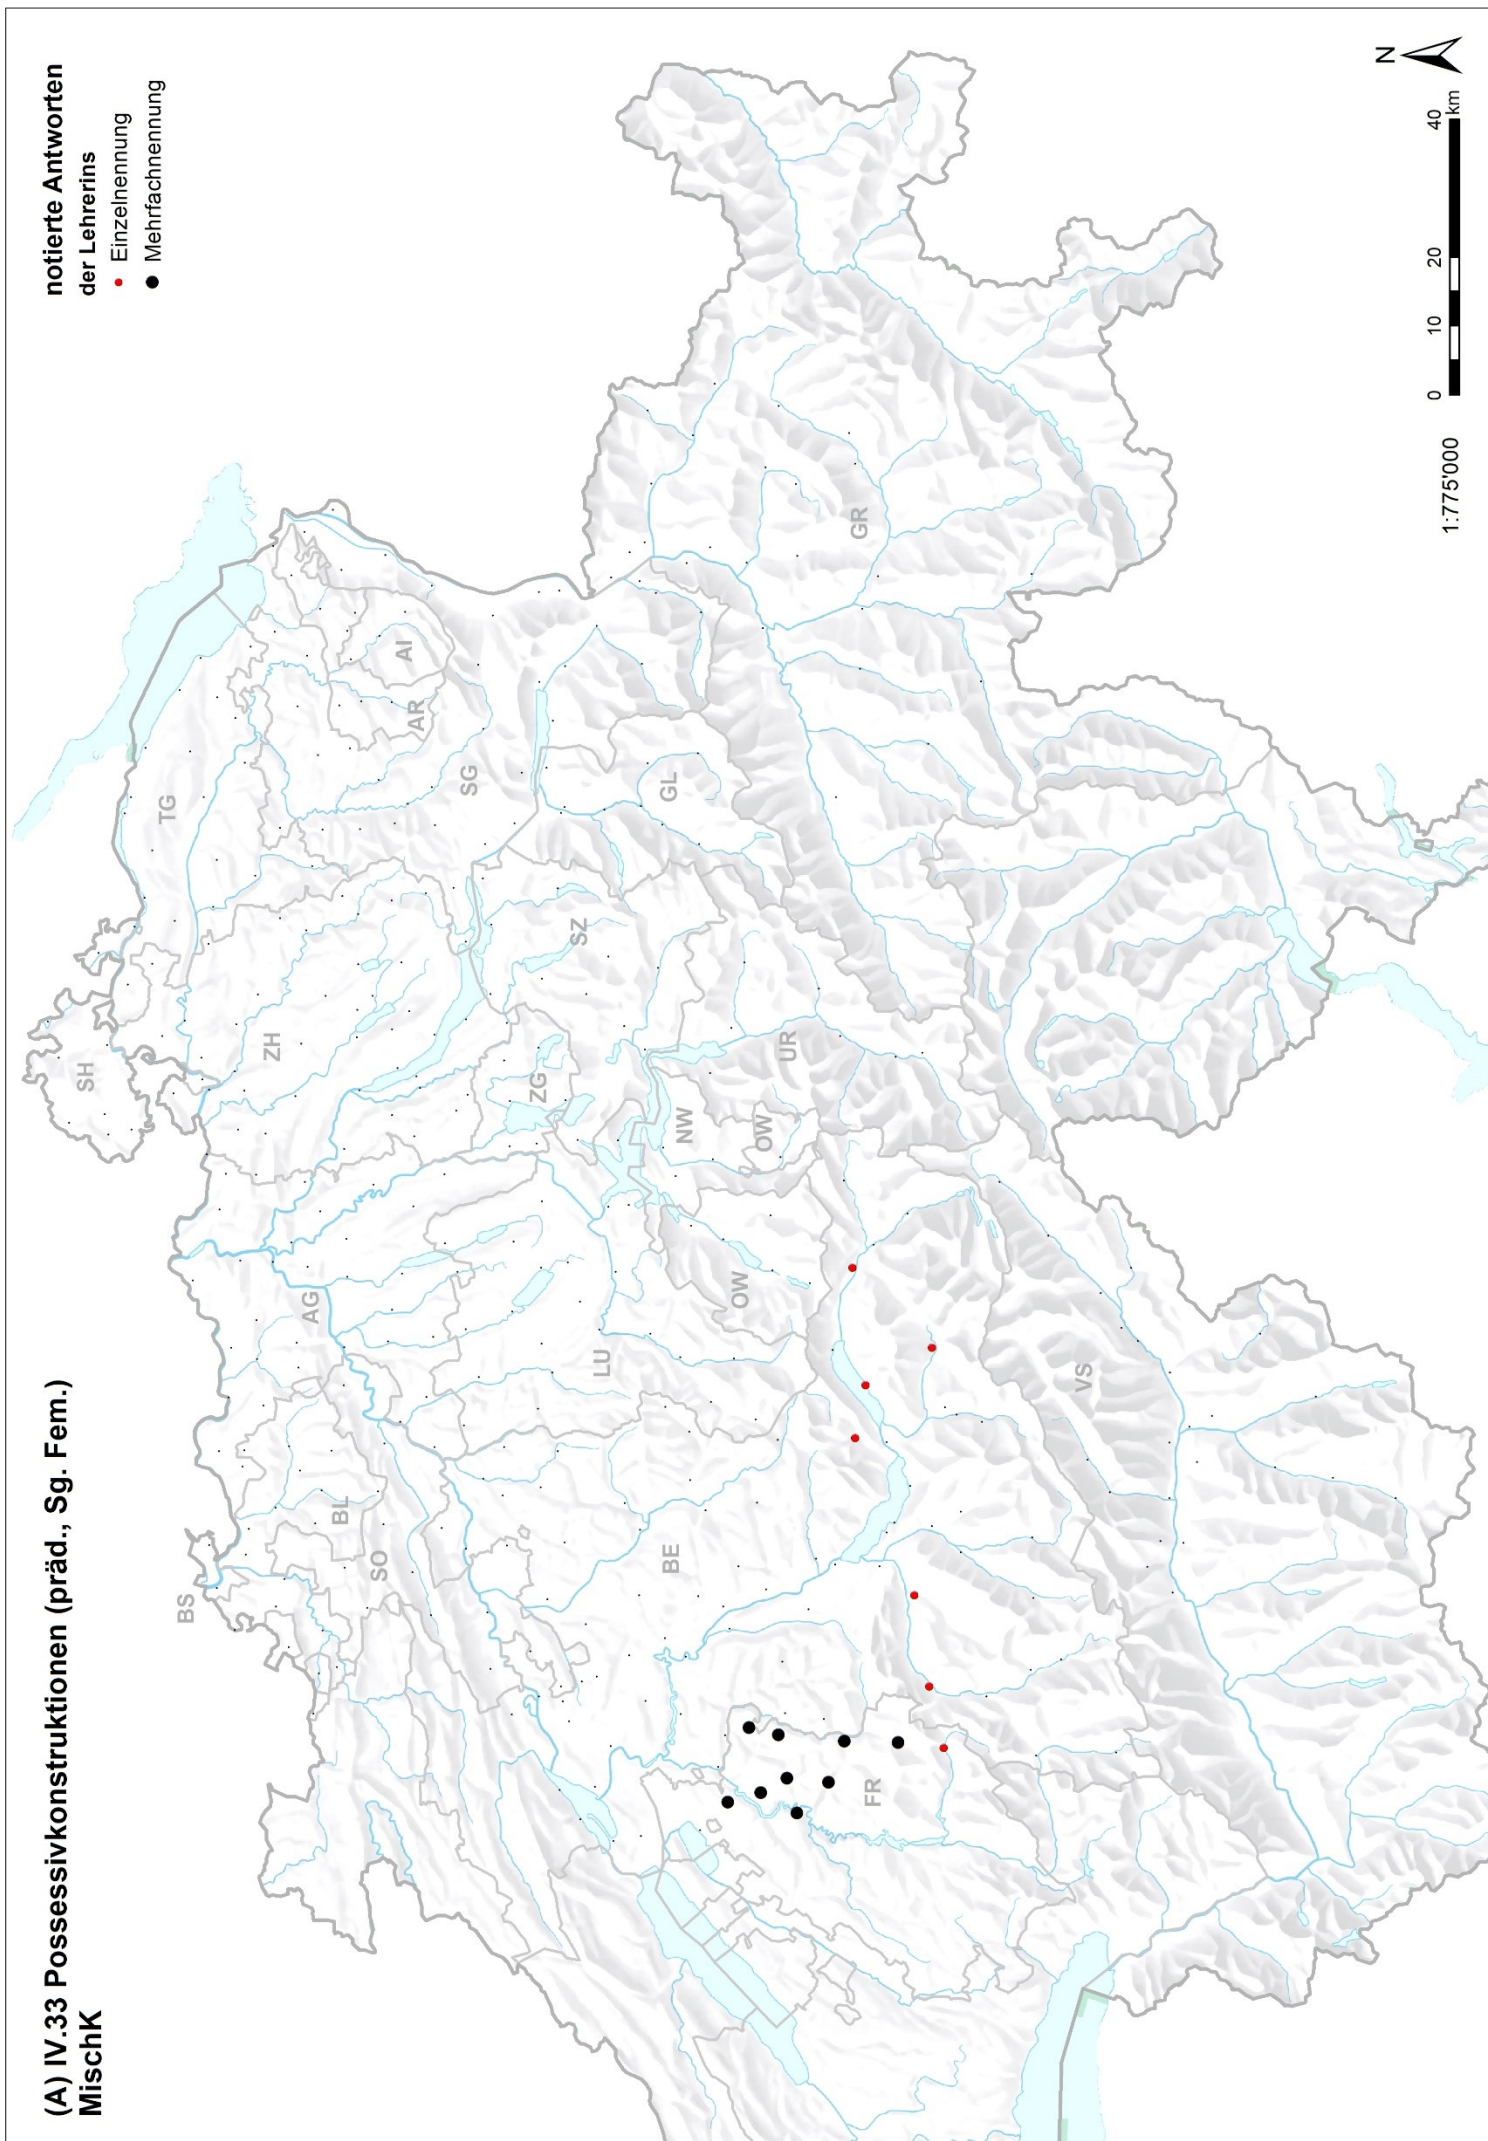 (A) IV.33 Possessivkonstruktionen (präd., Sg. Fem.)
MischK
notierte Antworten
der Lehrerins
Einzelnennung
Mehrfachnennung
BS
SH
TG
BL
AG
ZH
SO
AR
AI
SG
ZG
SZ
LU
GL
BE
NW
OW
OW
UR
FR
GR
VS
N
1:775'000
0 10 20 40
km